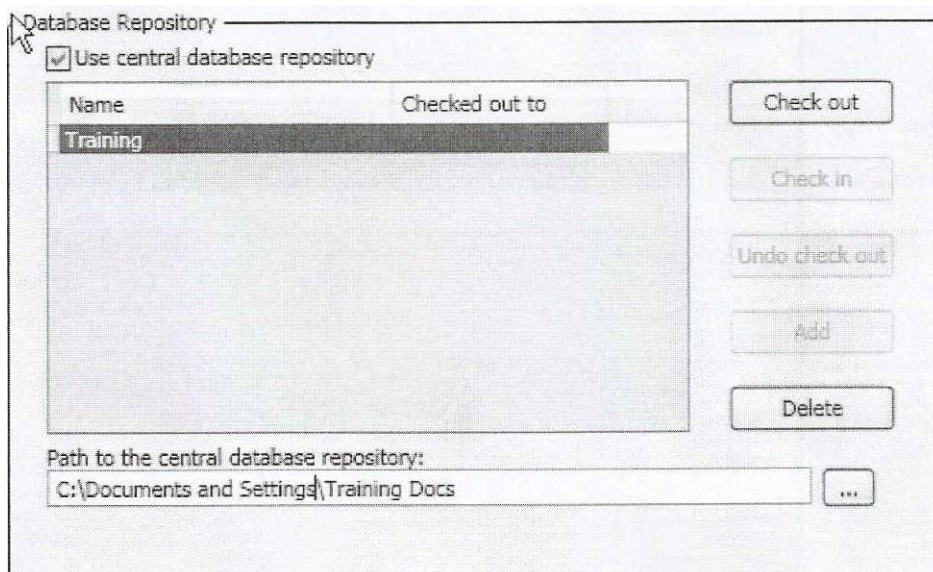 Database Repository
Use central database repository
Name Checked out to
Training
Check out
Check in
Undo check out
Add
Delete
Path to the central database repository:
C:\Documents and Settings\Training Docs
...